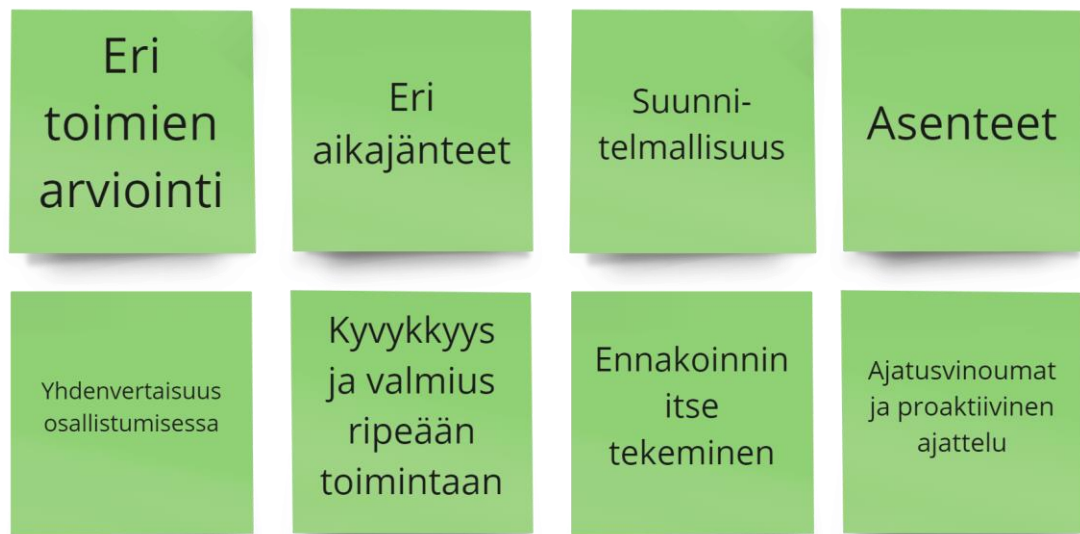 Eri
toimien
arviointi
Eri
aikajänteet
Suunni-
telmallisuus
Asenteet
Yhdenvertaisuus
osallistumisessa
Kyvykkyys
ja valmius
ripeään
toimintaan
Ennakoinnin
itse
tekeminen
Ajatusvinoumat
ja proaktiivinen
ajattelu